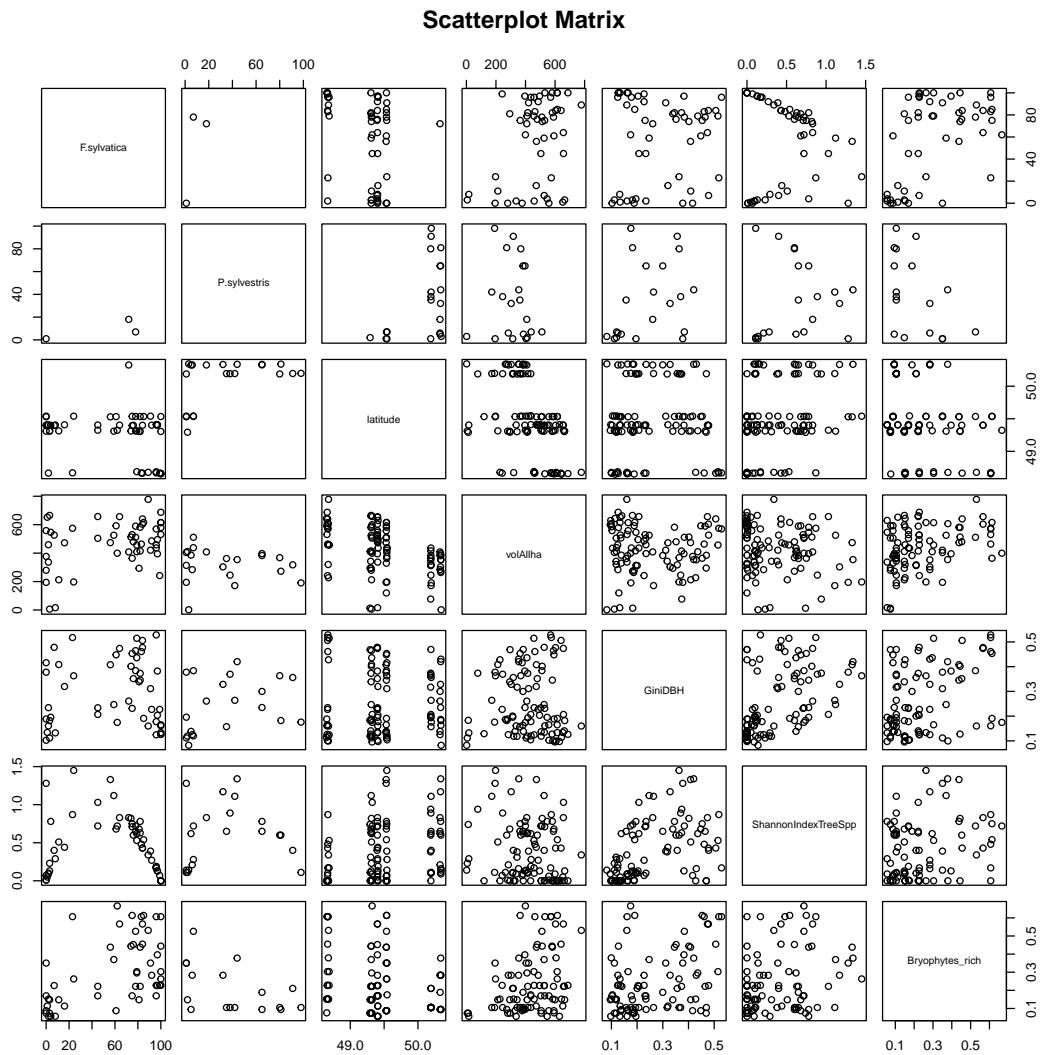 Scatterplot Matrix
0 20 60 100
0 200 600
0.0 0.5 1.0 1.5
F.sylvatica
0 40 80
P.sylvestris
0 40 80
latitude
49.0 50.0
volAllha
0 200 400 600
GiniDBH
0.1 0.3 0.5
ShannonIndexTreeSpp
0.0 0.5 1.0 1.5
Bryophytes_rich
0.1 0.3 0.5
0 20 60 100
49.0 50.0
0.1 0.3 0.5
0.1 0.3 0.5